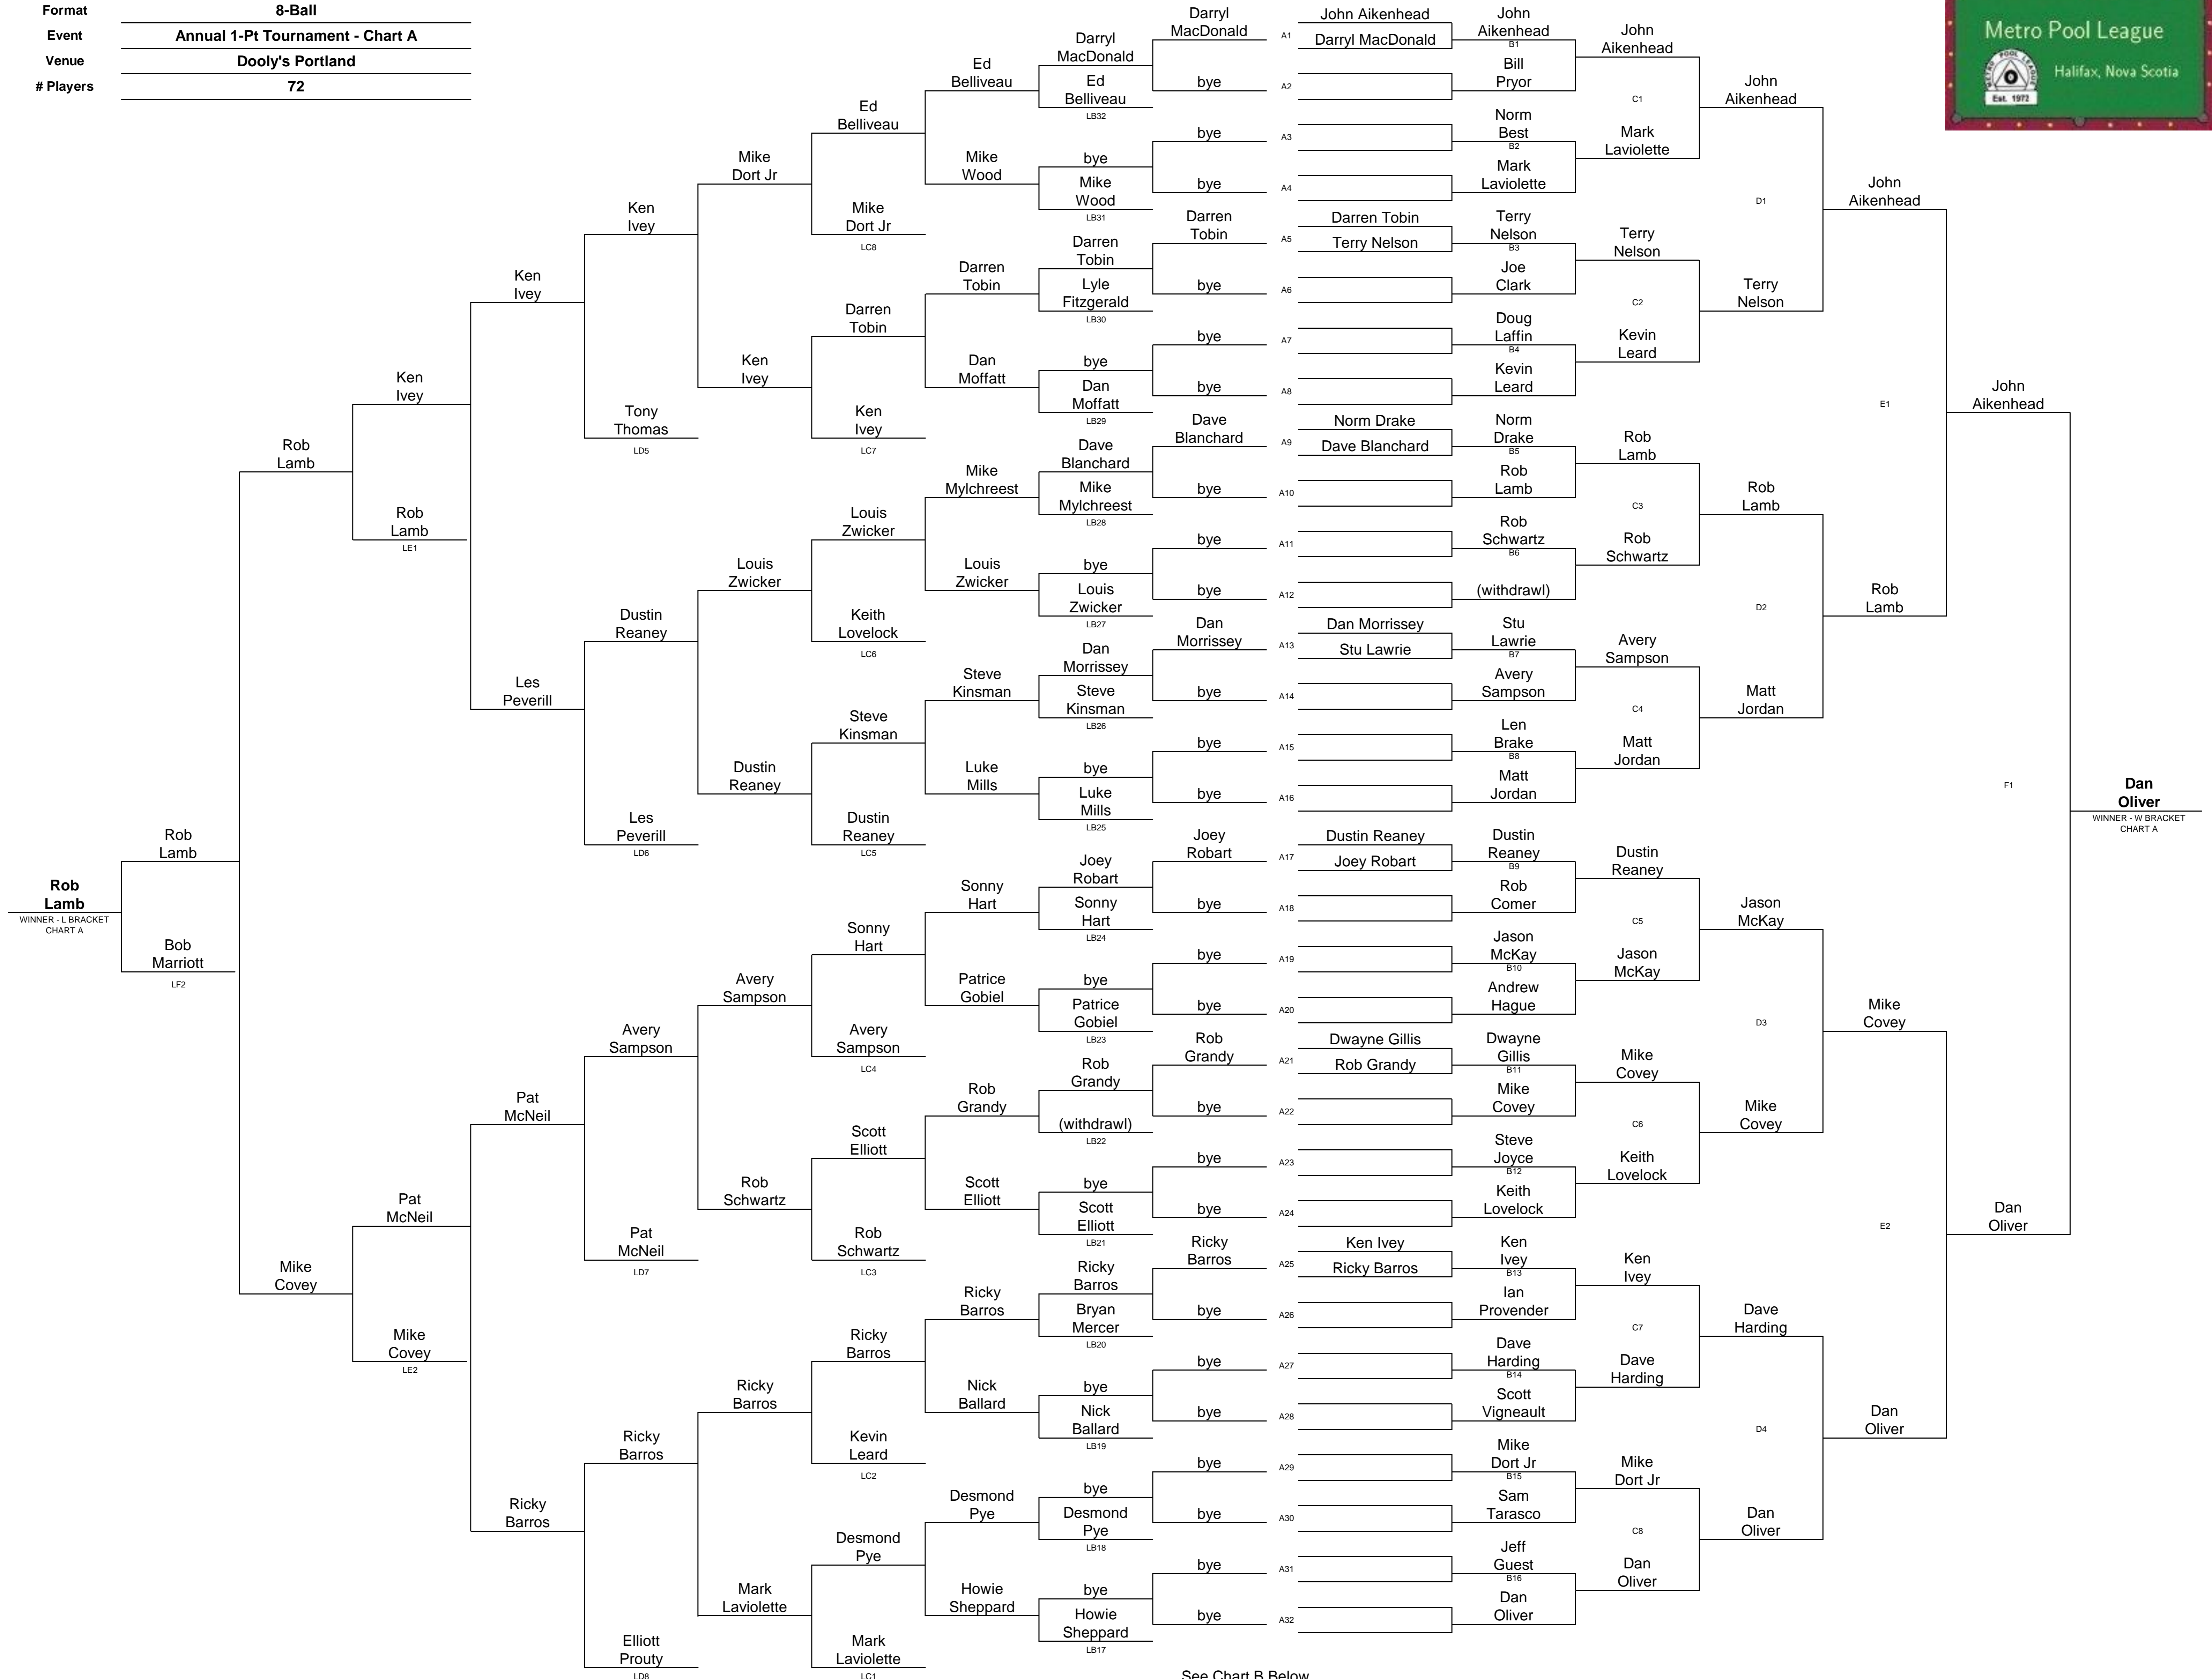 Format 8-Ball
Event Annual 1-Pt Tournament - Chart A
Venue Dooly's Portland
# Players 72
Metro Pool League
Halifax, Nova Scotia
METRO POOL LEAGUE
Est. 1972
Rob
Lamb
WINNER - L BRACKET
CHART A
Rob
Lamb
Bob
Marriott
LF2
Rob
Lamb
Mike
Covey
Ken
Ivey
Rob
Lamb
LE1
Pat
McNeil
Mike
Covey
LE2
Ken
Ivey
Les
Peverill
Pat
McNeil
Ricky
Barros
Ken
Ivey
Tony
Thomas
LD5
Dustin
Reaney
Les
Peverill
LD6
Avery
Sampson
Pat
McNeil
LD7
Ricky
Barros
Elliott
Prouty
LD8
Mike
Dort Jr
Ken
Ivey
Louis
Zwicker
Dustin
Reaney
Avery
Sampson
Rob
Schwartz
Ricky
Barros
Mark
Laviolette
Ed
Belliveau
Mike
Dort Jr
LC8
Darren
Tobin
Ken
Ivey
LC7
Louis
Zwicker
Keith
Lovelock
LC6
Steve
Kinsman
Dustin
Reaney
LC5
Sonny
Hart
Avery
Sampson
LC4
Scott
Elliott
Rob
Schwartz
LC3
Ricky
Barros
Kevin
Leard
LC2
Desmond
Pye
Mark
Laviolette
LC1
Ed
Belliveau
Mike
Wood
Darren
Tobin
Dan
Moffatt
Mike
Mylchreest
Louis
Zwicker
Steve
Kinsman
Luke
Mills
Sonny
Hart
Patrice
Gobiel
Rob
Grandy
Scott
Elliott
Ricky
Barros
Nick
Ballard
Desmond
Pye
Howie
Sheppard
Darryl
MacDonald
Ed
Belliveau
LB32
bye
Mike
Wood
LB31
Darren
Tobin
Lyle
Fitzgerald
LB30
bye
Dan
Moffatt
LB29
Dave
Blanchard
Mike
Mylchreest
LB28
bye
Louis
Zwicker
LB27
Dan
Morrissey
Steve
Kinsman
LB26
bye
Luke
Mills
LB25
Joey
Robart
Sonny
Hart
LB24
bye
Patrice
Gobiel
LB23
Rob
Grandy
(withdrawl)
LB22
bye
Scott
Elliott
LB21
Ricky
Barros
Bryan
Mercer
LB20
bye
Nick
Ballard
LB19
bye
Desmond
Pye
LB18
bye
Howie
Sheppard
LB17
Darryl
MacDonald
bye
bye
bye
Darren
Tobin
bye
bye
bye
Dave
Blanchard
bye
bye
bye
Dan
Morrissey
bye
bye
bye
Joey
Robart
bye
bye
bye
Rob
Grandy
bye
bye
bye
Ricky
Barros
bye
bye
bye
bye
bye
bye
bye
A1
A2
A3
A4
A5
A6
A7
A8
A9
A10
A11
A12
A13
A14
A15
A16
A17
A18
A19
A20
A21
A22
A23
A24
A25
A26
A27
A28
A29
A30
A31
A32
John Aikenhead
Darryl MacDonald
Darren Tobin
Terry Nelson
Norm Drake
Dave Blanchard
Dan Morrissey
Stu Lawrie
Dustin Reaney
Joey Robart
Dwayne Gillis
Rob Grandy
Ken Ivey
Ricky Barros
John
Aikenhead
B1
Bill
Pryor
Norm
Best
B2
Mark
Laviolette
Terry
Nelson
B3
Joe
Clark
Doug
Laffin
B4
Kevin
Leard
Norm
Drake
B5
Rob
Lamb
Rob
Schwartz
B6
(withdrawl)
Stu
Lawrie
B7
Avery
Sampson
Len
Brake
B8
Matt
Jordan
Dustin
Reaney
B9
Rob
Comer
Jason
McKay
B10
Andrew
Hague
Dwayne
Gillis
B11
Mike
Covey
Steve
Joyce
B12
Keith
Lovelock
Ken
Ivey
B13
Ian
Provender
Dave
Harding
B14
Scott
Vigneault
Mike
Dort Jr
B15
Sam
Tarasco
Jeff
Guest
B16
Dan
Oliver
John
Aikenhead
C1
Mark
Laviolette
Terry
Nelson
C2
Kevin
Leard
Rob
Lamb
C3
Rob
Schwartz
Avery
Sampson
C4
Matt
Jordan
Dustin
Reaney
C5
Jason
McKay
Mike
Covey
C6
Keith
Lovelock
Ken
Ivey
C7
Dave
Harding
Mike
Dort Jr
C8
Dan
Oliver
John
Aikenhead
D1
Terry
Nelson
Rob
Lamb
D2
Matt
Jordan
Jason
McKay
D3
Mike
Covey
Dave
Harding
D4
Dan
Oliver
John
Aikenhead
E1
Rob
Lamb
Mike
Covey
E2
Dan
Oliver
John
Aikenhead
F1
Dan
Oliver
Dan
Oliver
WINNER - W BRACKET
CHART A
See Chart B Below